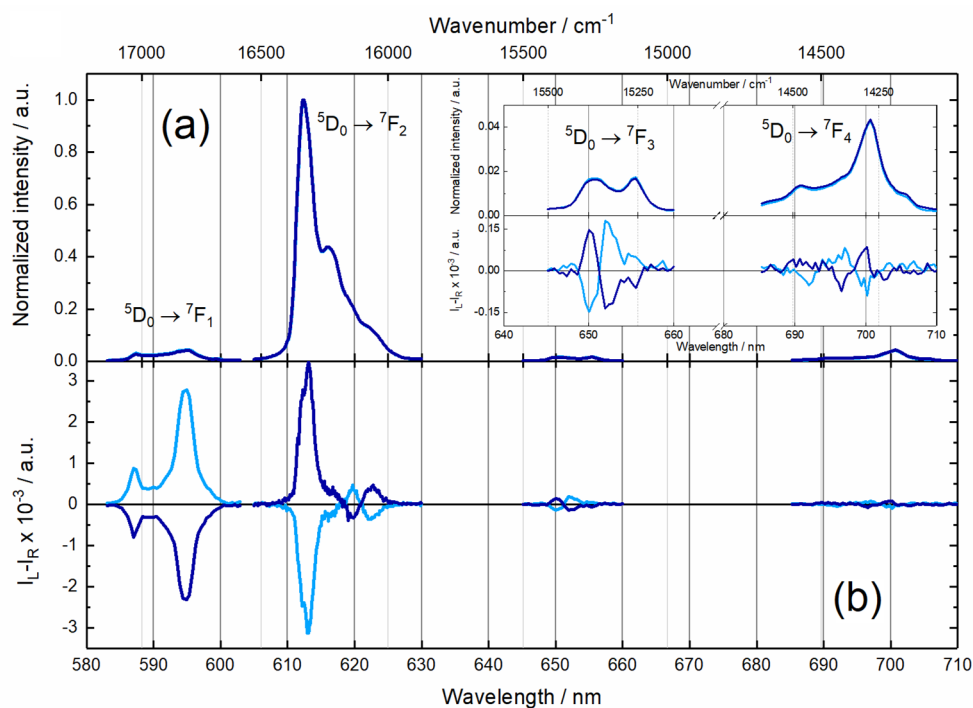 Wavenumber / cm-1
17000 16500 16000 15500 15000 14500
Normalized intensity / a.u.
1.0
0.8
0.6
0.4
0.2
0.0
(a)
5D0 → 7F2
5D0 → 7F1
Wavenumber / cm-1
15500 15250 14500 14250
Normalized intensity / a.u.
0.04
0.00
5D0 → 7F3
5D0 → 7F4
IL-IR x 10-3 / a.u.
0.15
0.00
-0.15
640 650 660 680 690 700 710
Wavelength / nm
IL-IR x 10-3 / a.u.
3
2
1
0
-1
-2
-3
(b)
580 590 600 610 620 630 640 650 660 670 680 690 700 710
Wavelength / nm